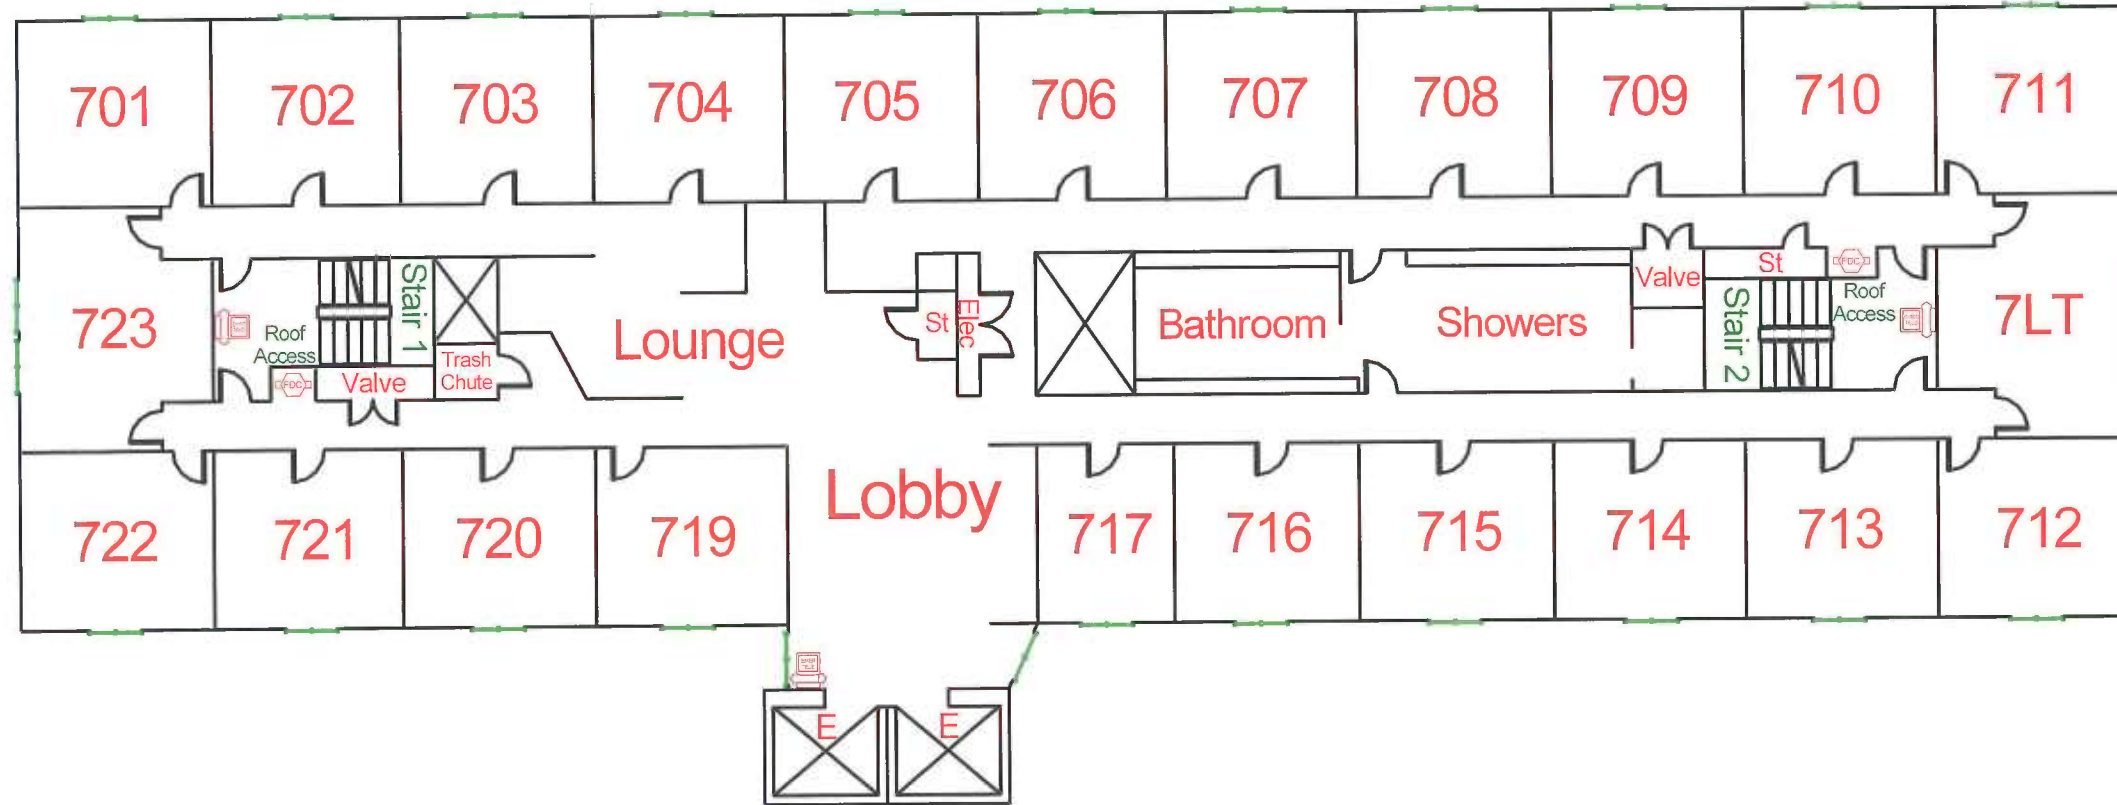 701 702 703 704 705 706 707 708 709 710 711
723
Roof
Access
FDC
Stair 1
Valve
Trash
Chute
Lounge
St
Elec
Bathroom
Showers
Valve
St
FDC
Stair 2
Roof
Access
7LT
Lobby
722 721 720 719 717 716 715 714 713 712
E E